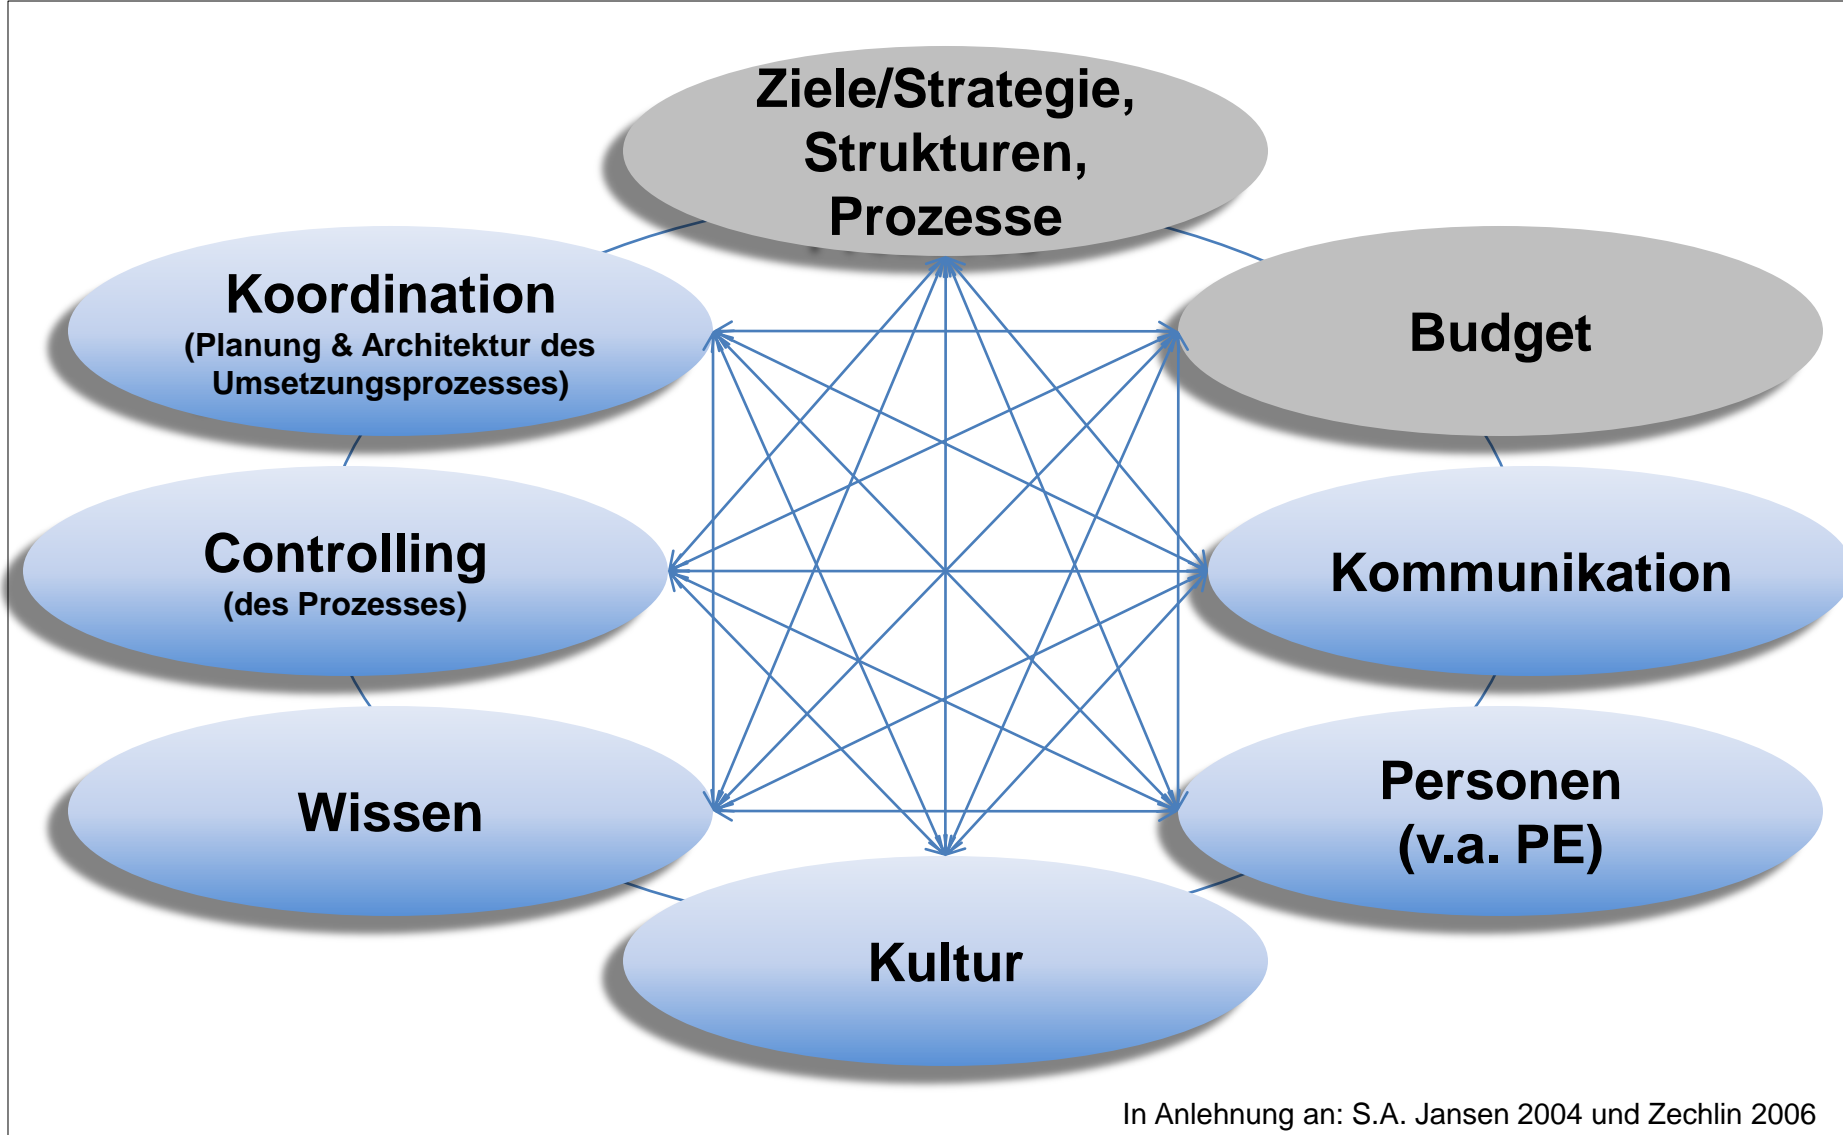 Ziele/Strategie,
Strukturen,
Prozesse
Koordination
(Planung & Architektur des
Umsetzungsprozesses)
Budget
Controlling
(des Prozesses)
Kommunikation
Wissen
Personen
(v.a. PE)
Kultur
In Anlehnung an: S.A. Jansen 2004 und Zechlin 2006